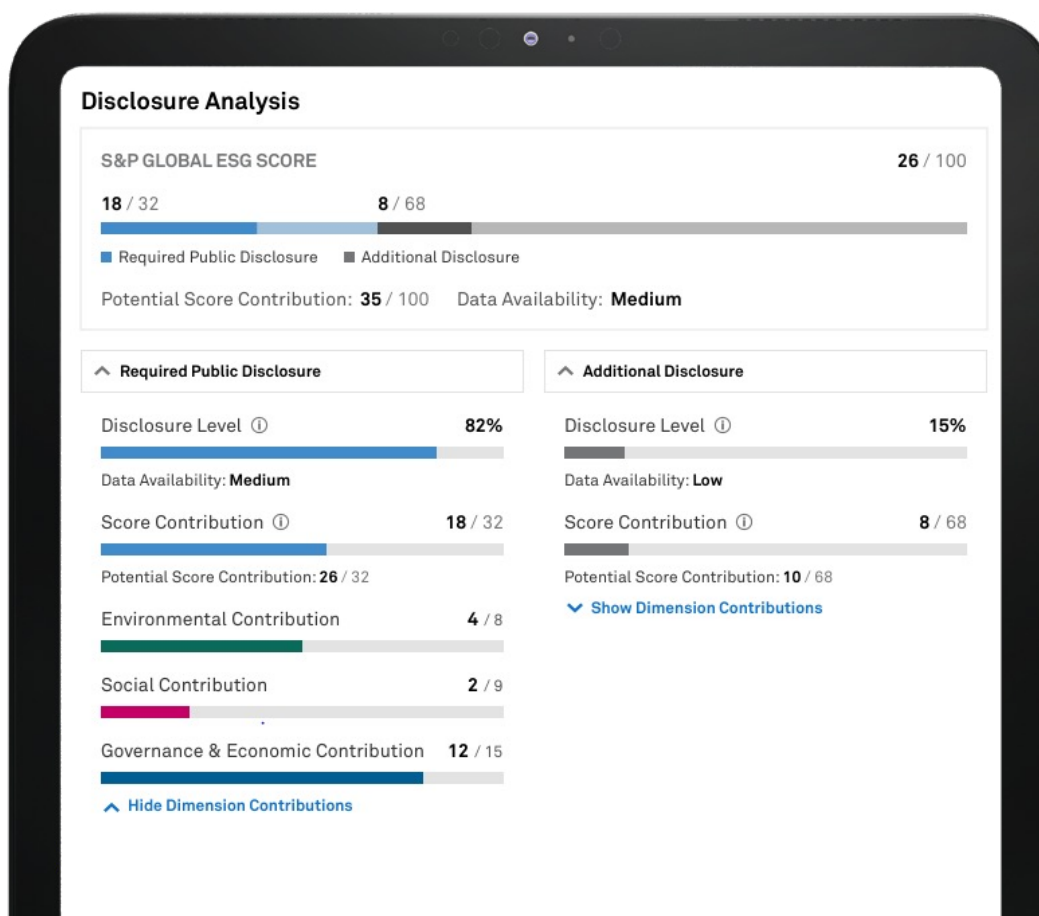 Disclosure Analysis
S&P GLOBAL ESG SCORE 26 / 100
18 / 32 8 / 68
Required Public Disclosure Additional Disclosure
Potential Score Contribution: 35 / 100 Data Availability: Medium
Required Public Disclosure
Disclosure Level ⓘ 82%
Data Availability: Medium
Score Contribution ⓘ 18 / 32
Potential Score Contribution: 26 / 32
Environmental Contribution 4 / 8
Social Contribution 2 / 9
Governance & Economic Contribution 12 / 15
Hide Dimension Contributions
Additional Disclosure
Disclosure Level ⓘ 15%
Data Availability: Low
Score Contribution ⓘ 8 / 68
Potential Score Contribution: 10 / 68
Show Dimension Contributions